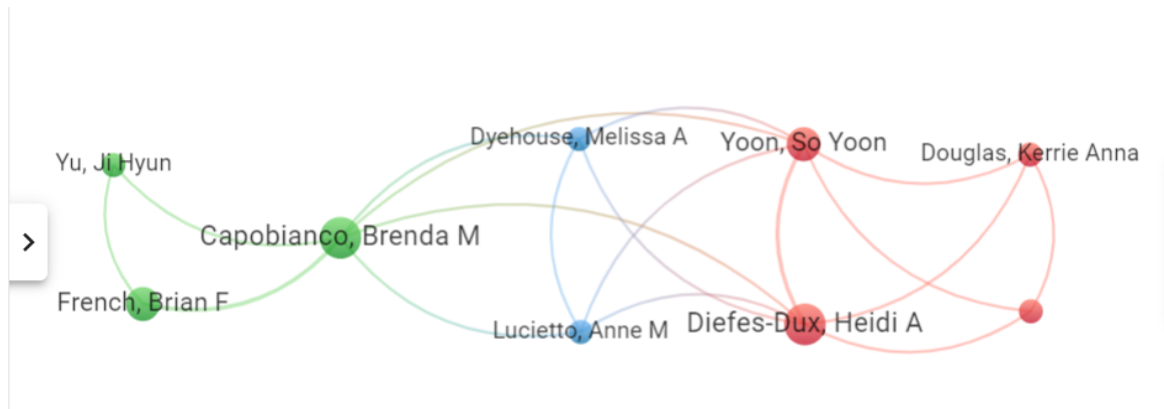 Dyehouse, Melissa A
Yoon, So Yoon
Douglas, Kerrie Anna
Yu, Ji Hyun
Capobianco, Brenda M
French, Brian F
Lucietto, Anne M
Diefes-Dux, Heidi A